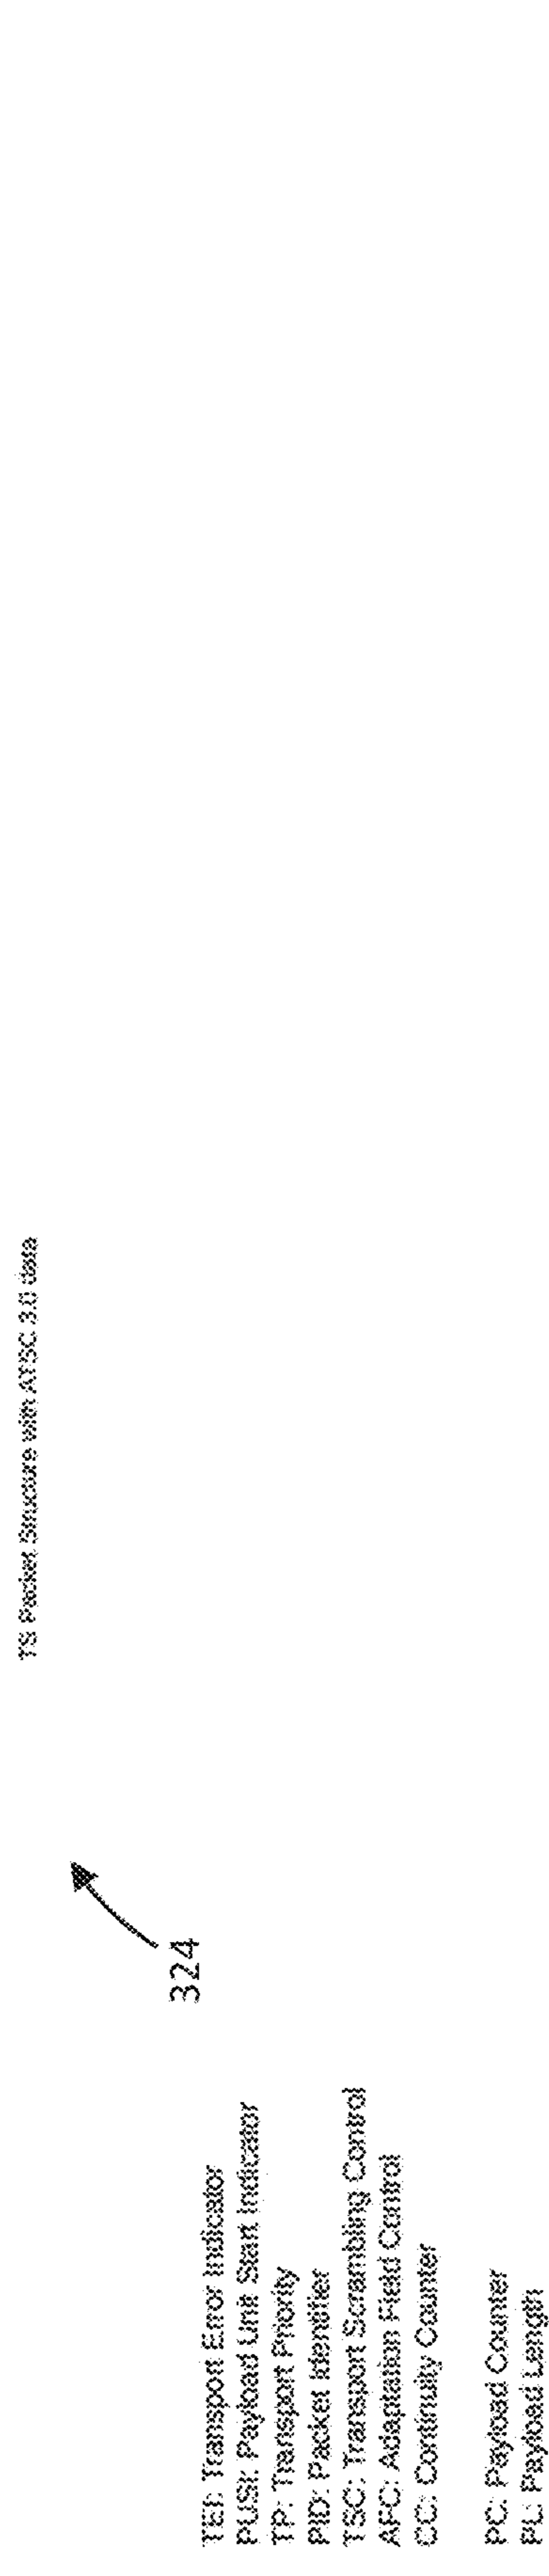 TS Packet Structure with ATSC 3.0 data
324
TEI: Transport Error Indicator
PUSI: Payload Unit Start Indicator
TP: Transport Priority
PID: Packet Identifier
TSC: Transport Scrambling Control
AFC: Adaptation Field Control
CC: Continuity Counter
PC: Payload Counter
PL: Payload Length